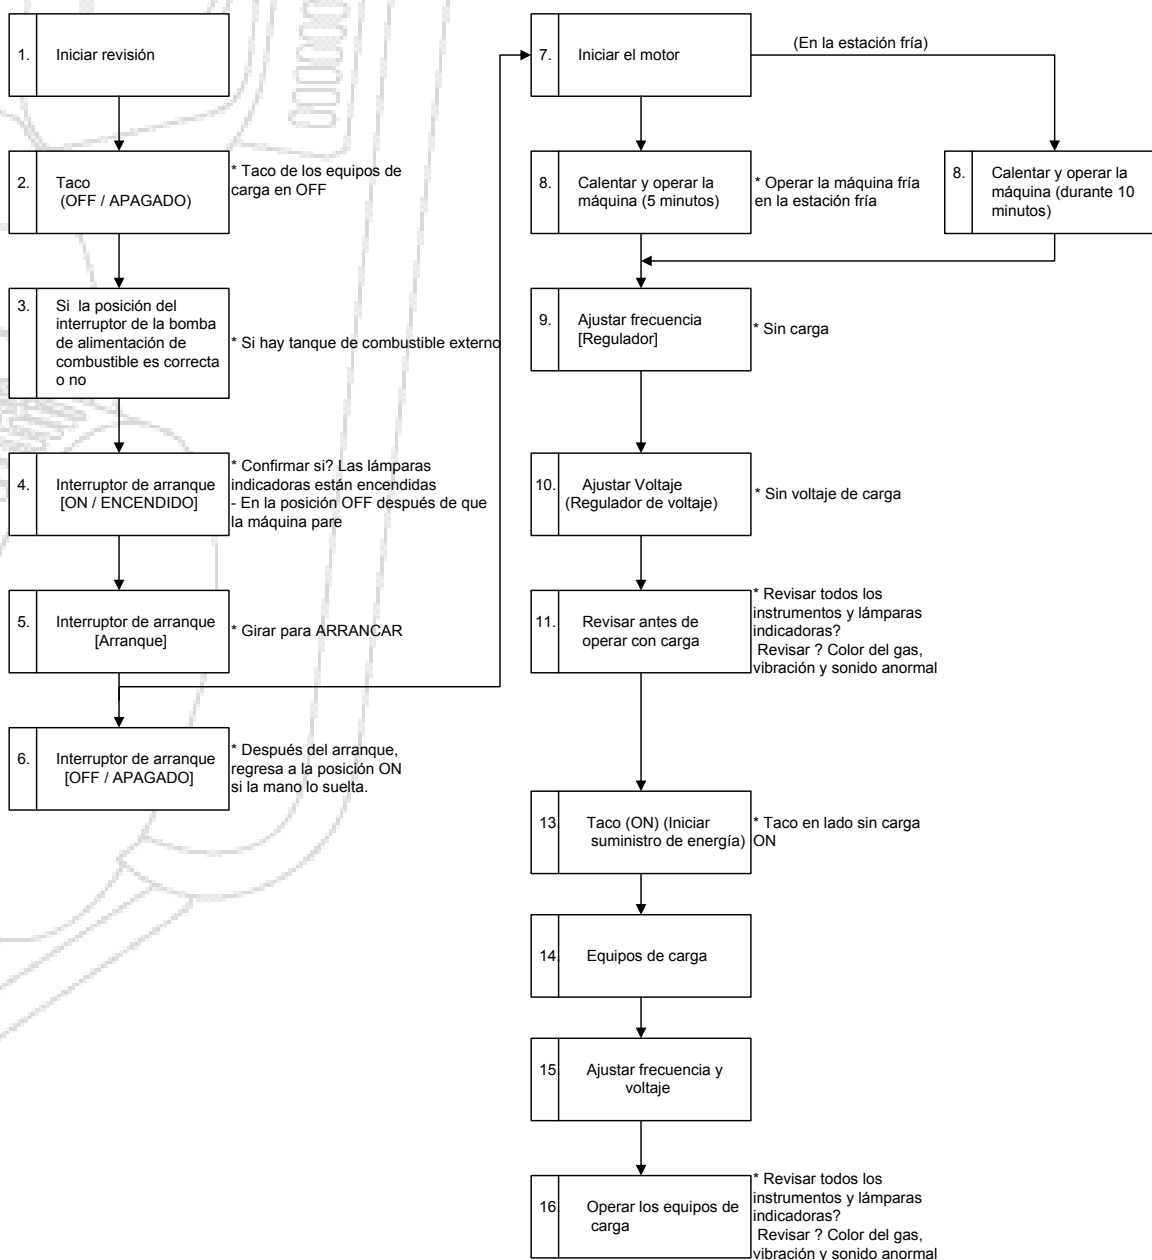 1. Iniciar revisión
2. Taco
(OFF / APAGADO)
* Taco de los equipos de
carga en OFF
3. Si la posición del
interruptor de la bomba
de alimentación de
combustible es correcta
o no
* Si hay tanque de combustible externo
4. Interruptor de arranque
[ON / ENCENDIDO]
* Confirmar si? Las lámparas
indicadoras están encendidas
- En la posición OFF después de que
la máquina pare
5. Interruptor de arranque
[Arranque]
* Girar para ARRANCAR
6. Interruptor de arranque
[OFF / APAGADO]
* Después del arranque,
regresa a la posición ON
si la mano lo suelta.
7. Iniciar el motor
(En la estación fría)
8. Calentar y operar la
máquina (5 minutos)
* Operar la máquina fría
en la estación fría
8. Calentar y operar la
máquina (durante 10
minutos)
9. Ajustar frecuencia
[Regulador]
* Sin carga
10. Ajustar Voltaje
(Regulador de voltaje)
* Sin voltaje de carga
11. Revisar antes de
operar con carga
* Revisar todos los
instrumentos y lámparas
indicadoras?
Revisar ? Color del gas,
vibración y sonido anormal
13. Taco (ON) (Iniciar
suministro de energía)
* Taco en lado sin carga
ON
14. Equipos de carga
15. Ajustar frecuencia y
voltaje
16. Operar los equipos de
carga
* Revisar todos los
instrumentos y lámparas
indicadoras?
Revisar ? Color del gas,
vibración y sonido anormal